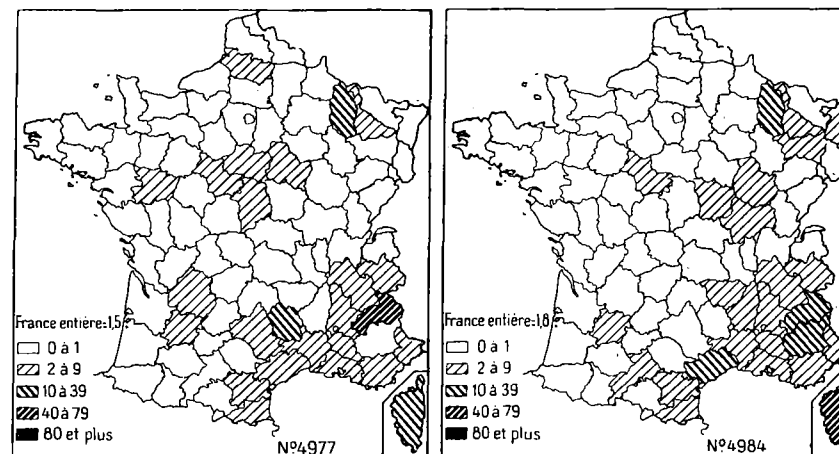 France entière:1,5
0 à 1
2 à 9
10 à 39
40 à 79
80 et plus
Nº4977
France entière:1,8
0 à 1
2 à 9
10 à 39
40 à 79
80 et plus
Nº4984